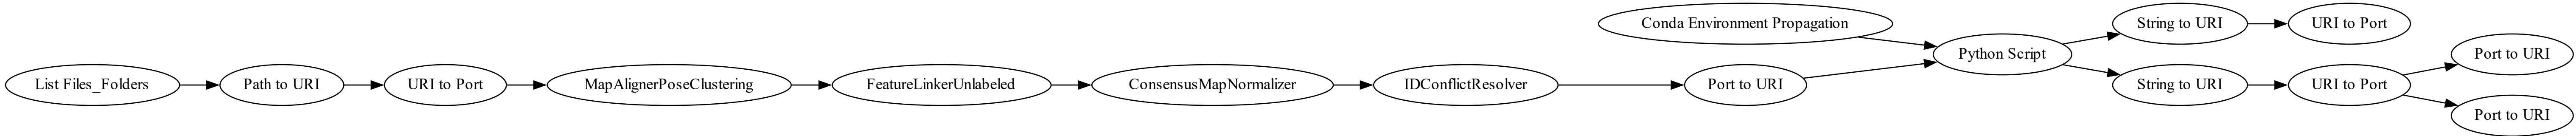 List Files_Folders
Path to URI
URI to Port
MapAlignerPoseClustering
FeatureLinkerUnlabeled
ConsensusMapNormalizer
IDConflictResolver
Port to URI
Conda Environment Propagation
Python Script
String to URI
URI to Port
String to URI
URI to Port
Port to URI
Port to URI